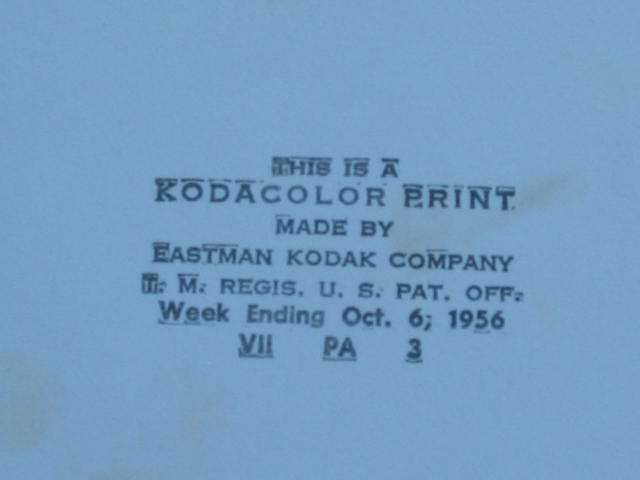 THIS IS A
KODACOLOR PRINT
MADE BY
EASTMAN KODAK COMPANY
T. M. REGIS. U. S. PAT. OFF.
Week Ending Oct. 6, 1956
VII PA 3